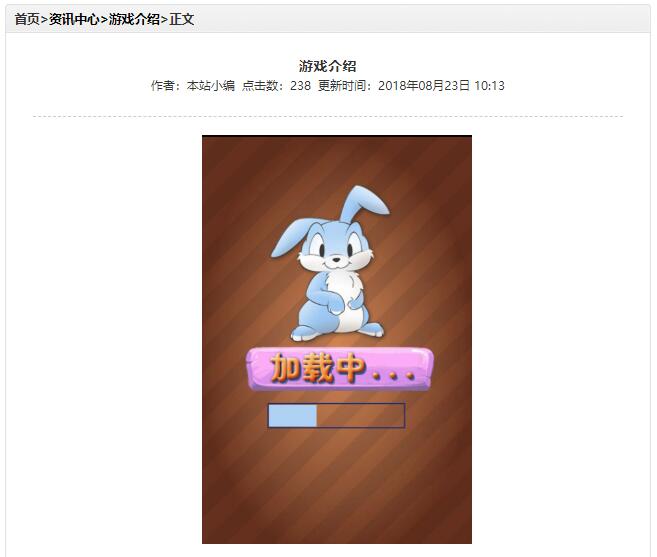 首页>资讯中心>游戏介绍>正文
游戏介绍
作者：本站小编 点击数：238 更新时间：2018年08月23日 10:13
加载中...